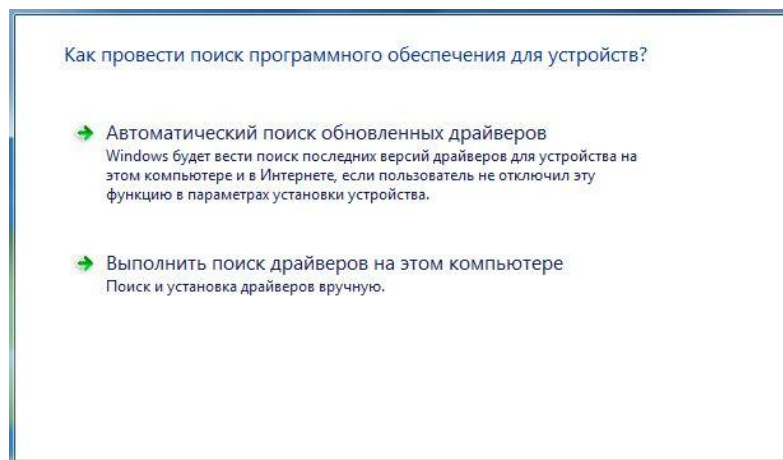 Как провести поиск программного обеспечения для устройств?
Автоматический поиск обновленных драйверов
Windows будет вести поиск последних версий драйверов для устройства на
этом компьютере и в Интернете, если пользователь не отключил эту
функцию в параметрах установки устройства.
Выполнить поиск драйверов на этом компьютере
Поиск и установка драйверов вручную.